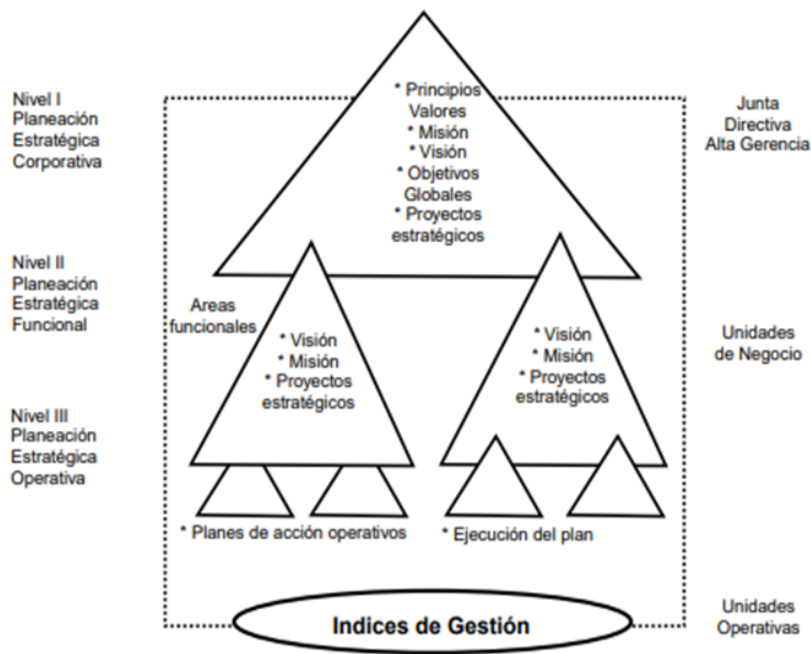 Nivel I
Planeación
Estratégica
Corporativa
* Principios
Valores
* Misión
* Visión
* Objetivos
Globales
* Proyectos
estratégicos
Junta
Directiva
Alta Gerencia
Nivel II
Planeación
Estratégica
Funcional
Areas
funcionales
* Visión
* Misión
* Proyectos
estratégicos
* Visión
* Misión
* Proyectos
estratégicos
Unidades
de Negocio
Nivel III
Planeación
Estratégica
Operativa
* Planes de acción operativos
* Ejecución del plan
Indices de Gestión
Unidades
Operativas